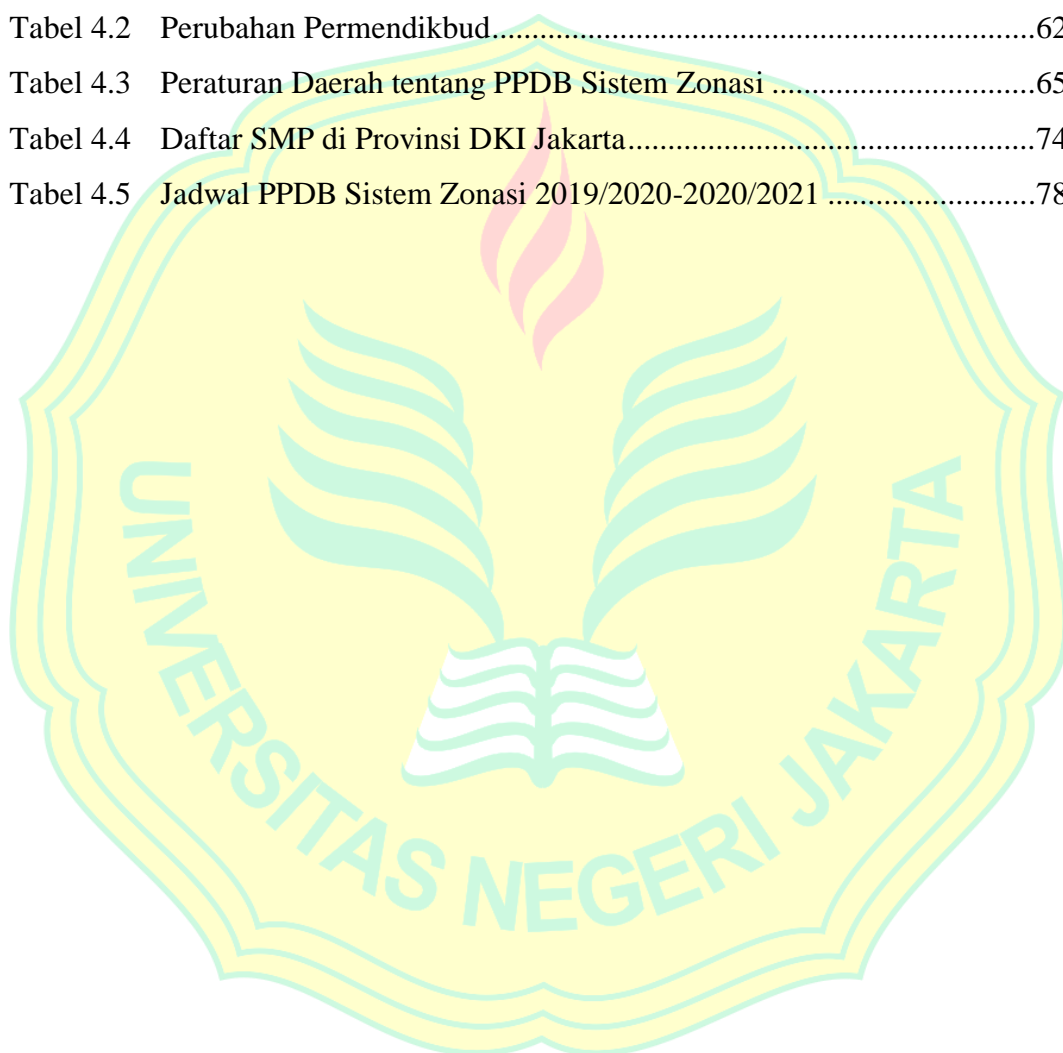 Tabel 4.2 Perubahan Permendikbud....................................................................62
Tabel 4.3 Peraturan Daerah tentang PPDB Sistem Zonasi .................................65
Tabel 4.4 Daftar SMP di Provinsi DKI Jakarta...................................................74
Tabel 4.5 Jadwal PPDB Sistem Zonasi 2019/2020-2020/2021 ..........................78
UNIVERSITAS NEGERI JAKARTA